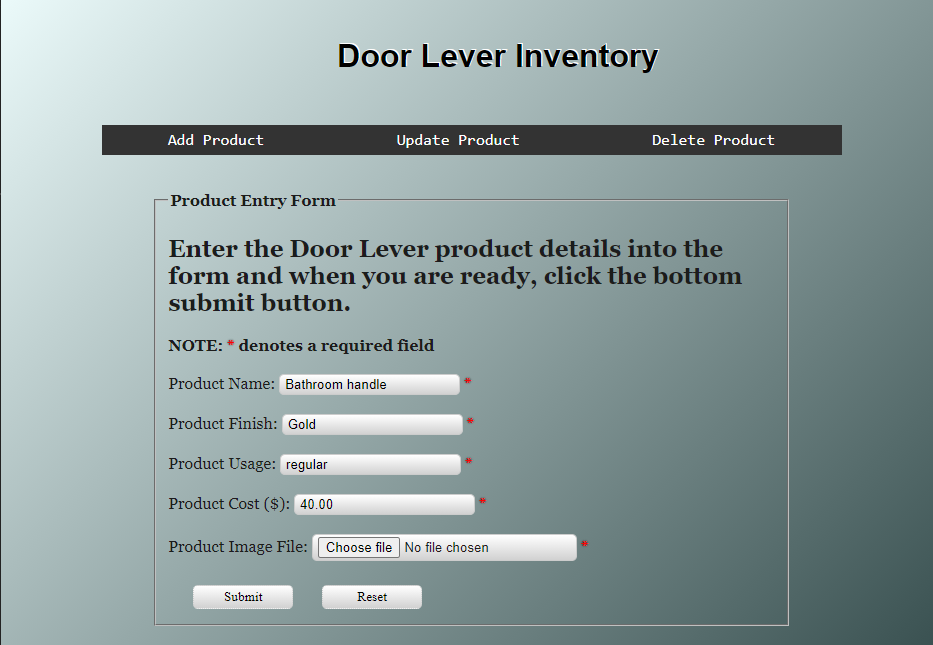 Door Lever Inventory
Add Product Update Product Delete Product
Product Entry Form
Enter the Door Lever product details into the
form and when you are ready, click the bottom
submit button.
NOTE: * denotes a required field
Product Name: Bathroom handle *
Product Finish: Gold *
Product Usage: regular *
Product Cost ($): 40.00 *
Product Image File: Choose file No file chosen *
Submit Reset